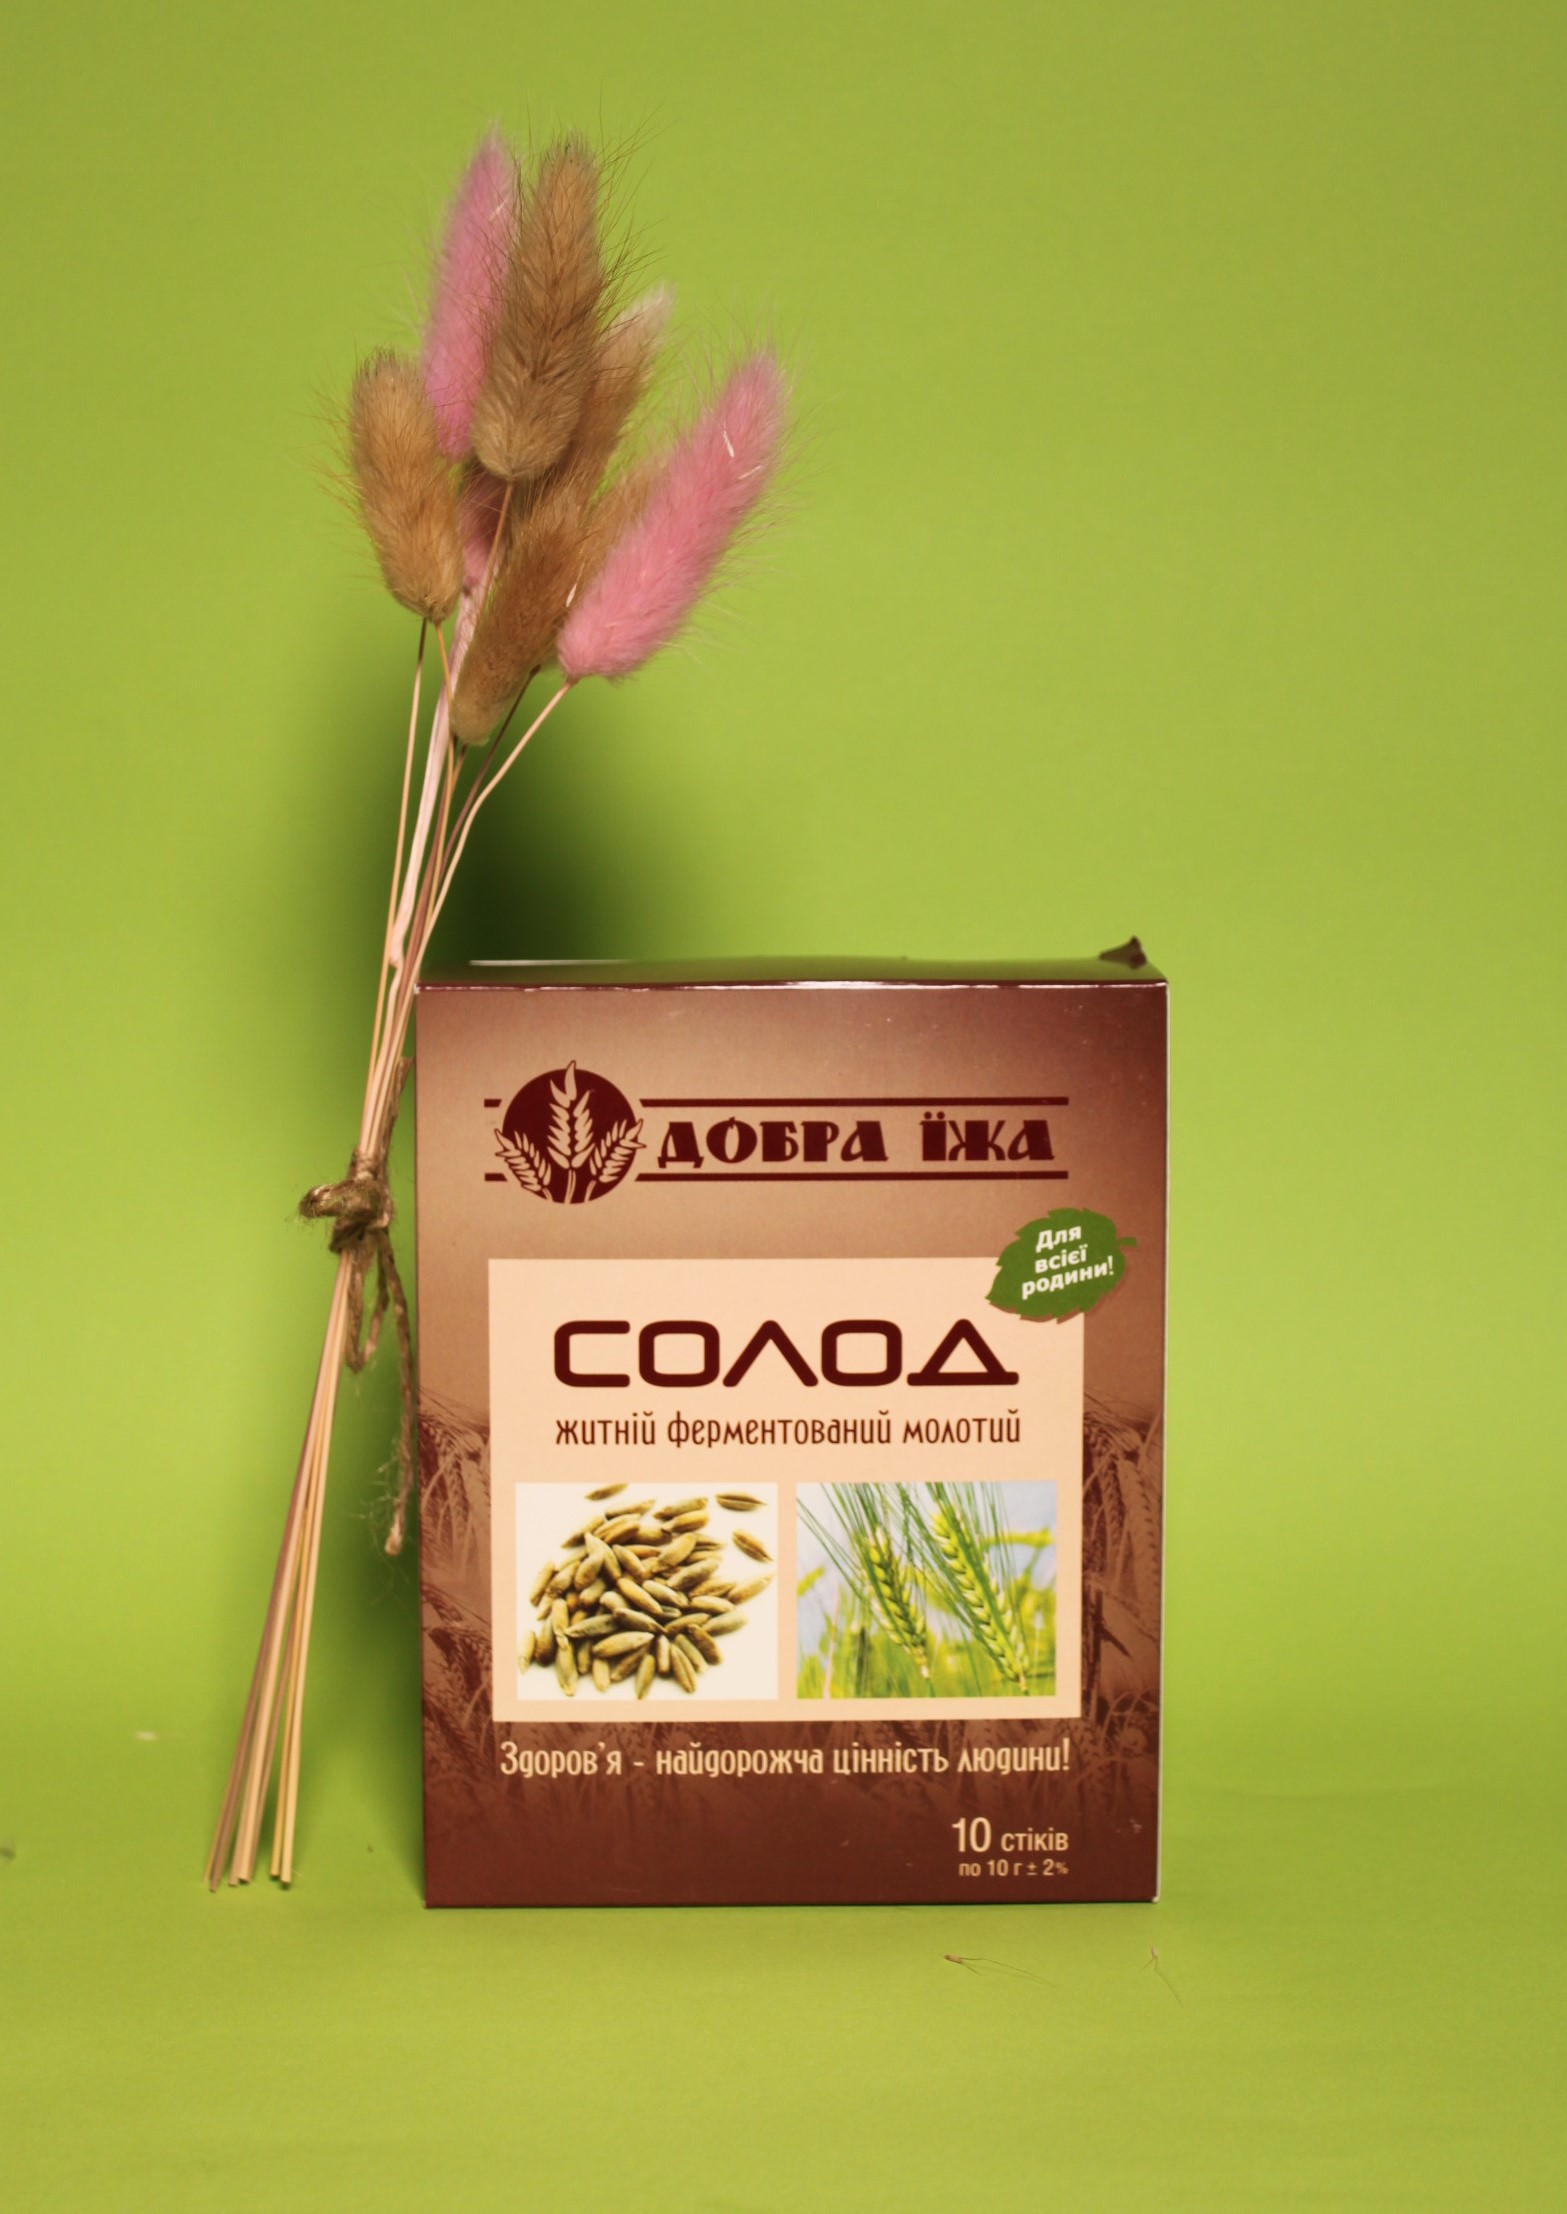 ДОБРА ЇЖА
Для
всієї
родини!
СОЛОД
житній ферментований молотий
Здоров'я - найдорожча цінність людини!
10 стіків
по 10 г ± 2%